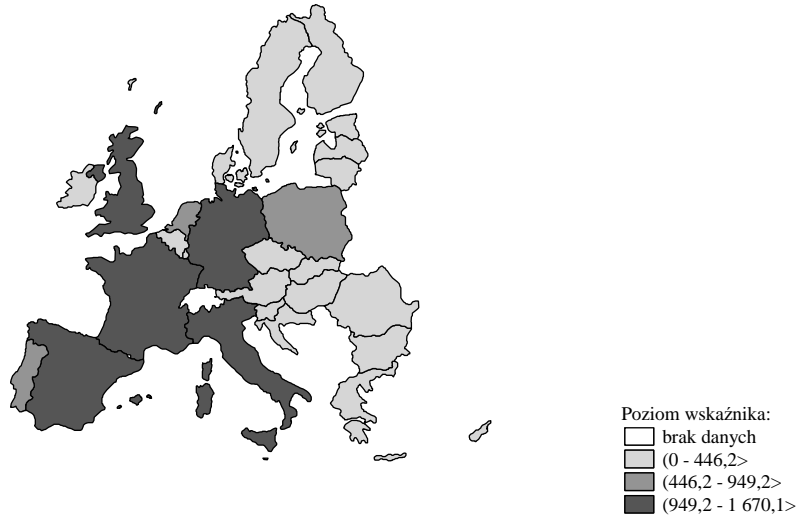 Poziom wskaźnika:
brak danych
(0 - 446,2>
(446,2 - 949,2>
(949,2 - 1 670,1>